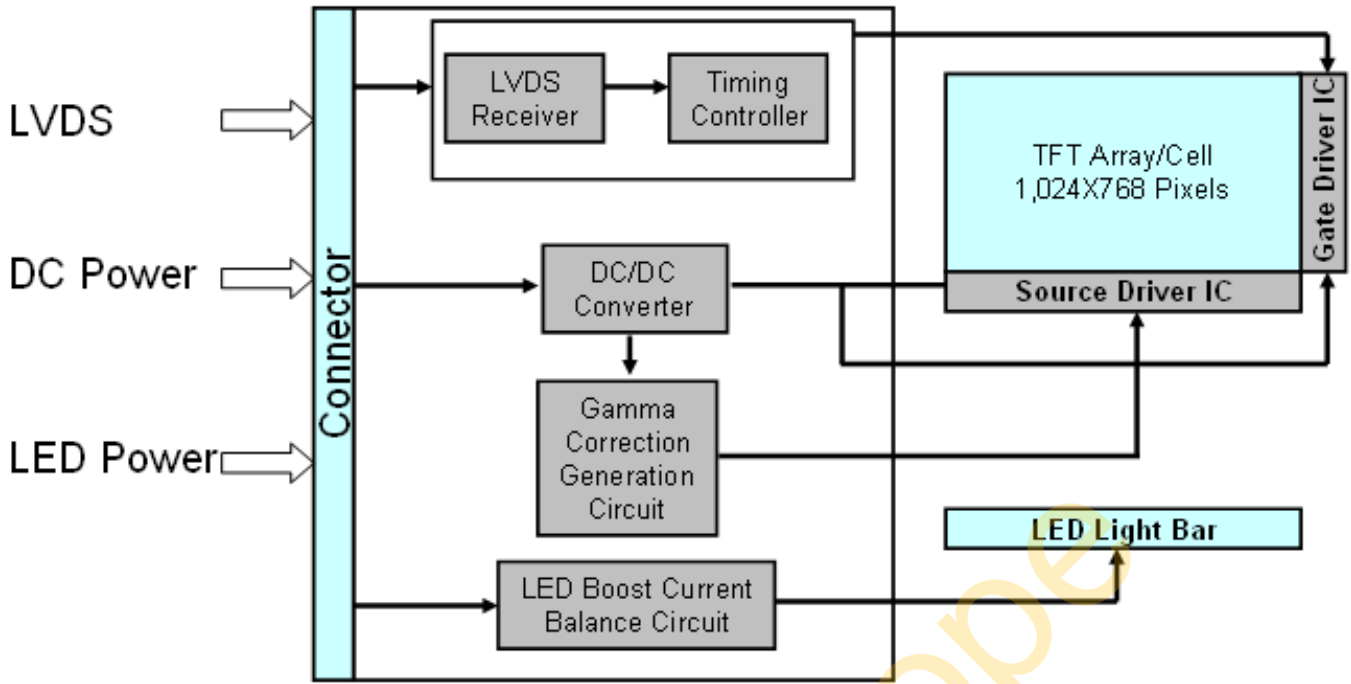 LVDS
DC Power
LED Power
Connector
LVDS
Receiver
Timing
Controller
DC/DC
Converter
Gamma
Correction
Generation
Circuit
LED Boost Current
Balance Circuit
TFT Array/Cell
1,024X768 Pixels
Gate Driver IC
Source Driver IC
LED Light Bar